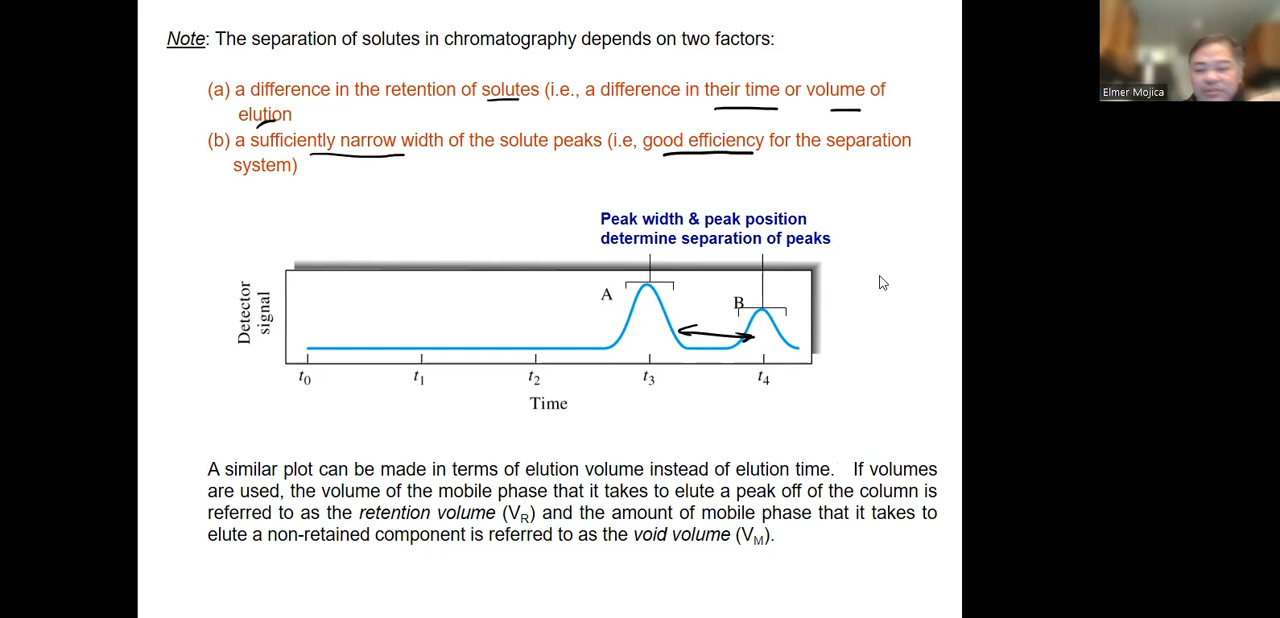 Note: The separation of solutes in chromatography depends on two factors:
Elmer Mojica
(a) a difference in the retention of solutes (i.e., a difference in their time or volume of
elution
(b) a sufficiently narrow width of the solute peaks (i.e, good efficiency for the separation
system)
Peak width & peak position
determine separation of peaks
Detector
signal
A
B
t0
t1
t2
t3
t4
Time
A similar plot can be made in terms of elution volume instead of elution time. If volumes
are used, the volume of the mobile phase that it takes to elute a peak off of the column is
referred to as the retention volume (VR) and the amount of mobile phase that it takes to
elute a non-retained component is referred to as the void volume (VM).